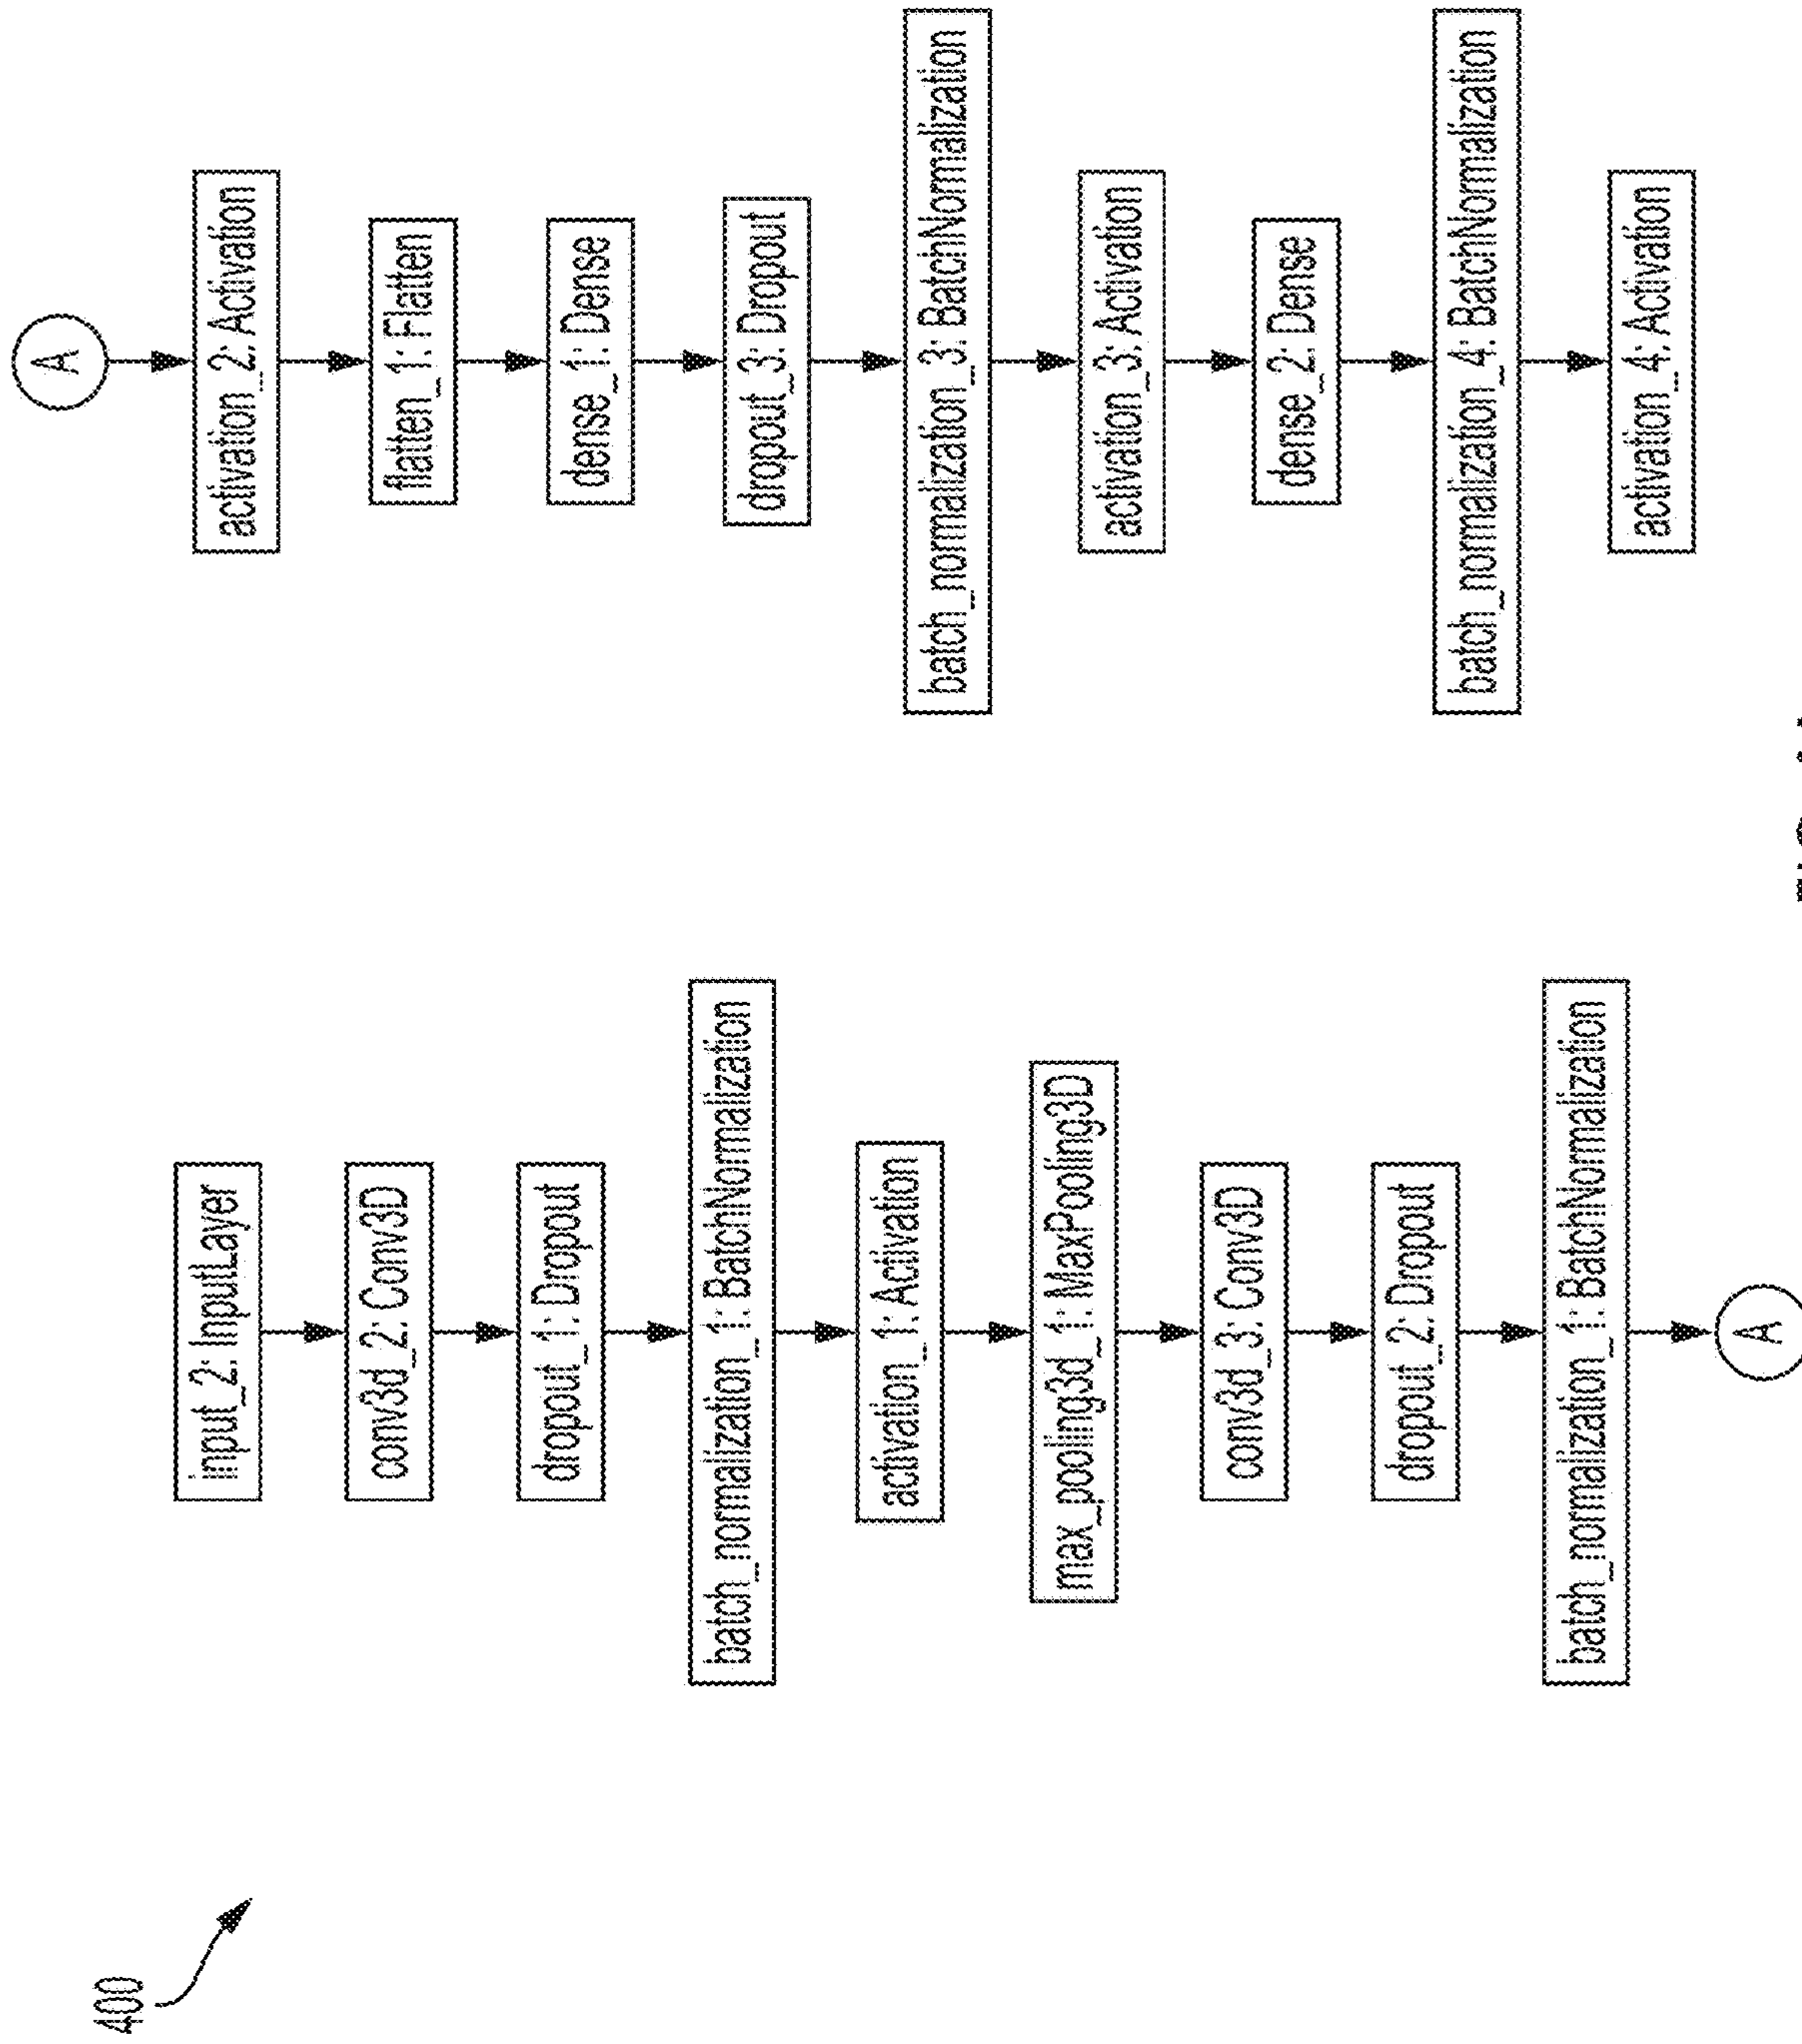 400
input_2: InputLayer
conv3d_2: Conv3D
dropout_1: Dropout
batch_normalization_1: BatchNormalization
activation_1: Activation
max_pooling3d_1: MaxPooling3D
conv3d_3: Conv3D
dropout_2: Dropout
batch_normalization_1: BatchNormalization
A
A
activation_2: Activation
flatten_1: Flatten
dense_1: Dense
dropout_3: Dropout
batch_normalization_3: BatchNormalization
activation_3: Activation
dense_2: Dense
batch_normalization_4: BatchNormalization
activation_4: Activation